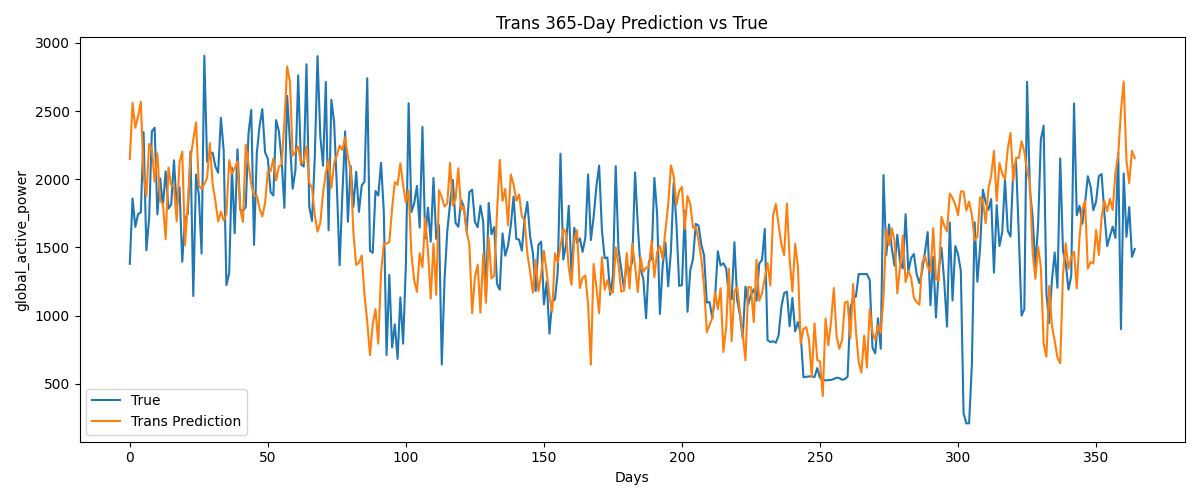 Trans 365-Day Prediction vs True
global_active_power
3000
2500
2000
1500
1000
500
True
Trans Prediction
0
50
100
150
200
250
300
350
Days